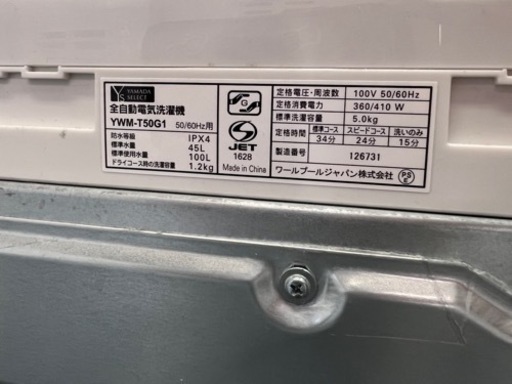 YS YAMADA SELECT
全自動電気洗濯機
YWM-T50G1 50/60Hz用
防水等級 IPX4
標準水量 45L
標準使用水量 100L
ドライコース時の洗濯容量 1.2kg
G
S
JET
1628
Made in China
定格電圧・周波数 100V 50/60Hz
定格消費電力 360/410 W
標準洗濯容量 5.0kg
定格時間 標準コース 34分 スピードコース 24分 洗いのみ 15分
製造番号 126731
ワールプールジャパン株式会社
PS E